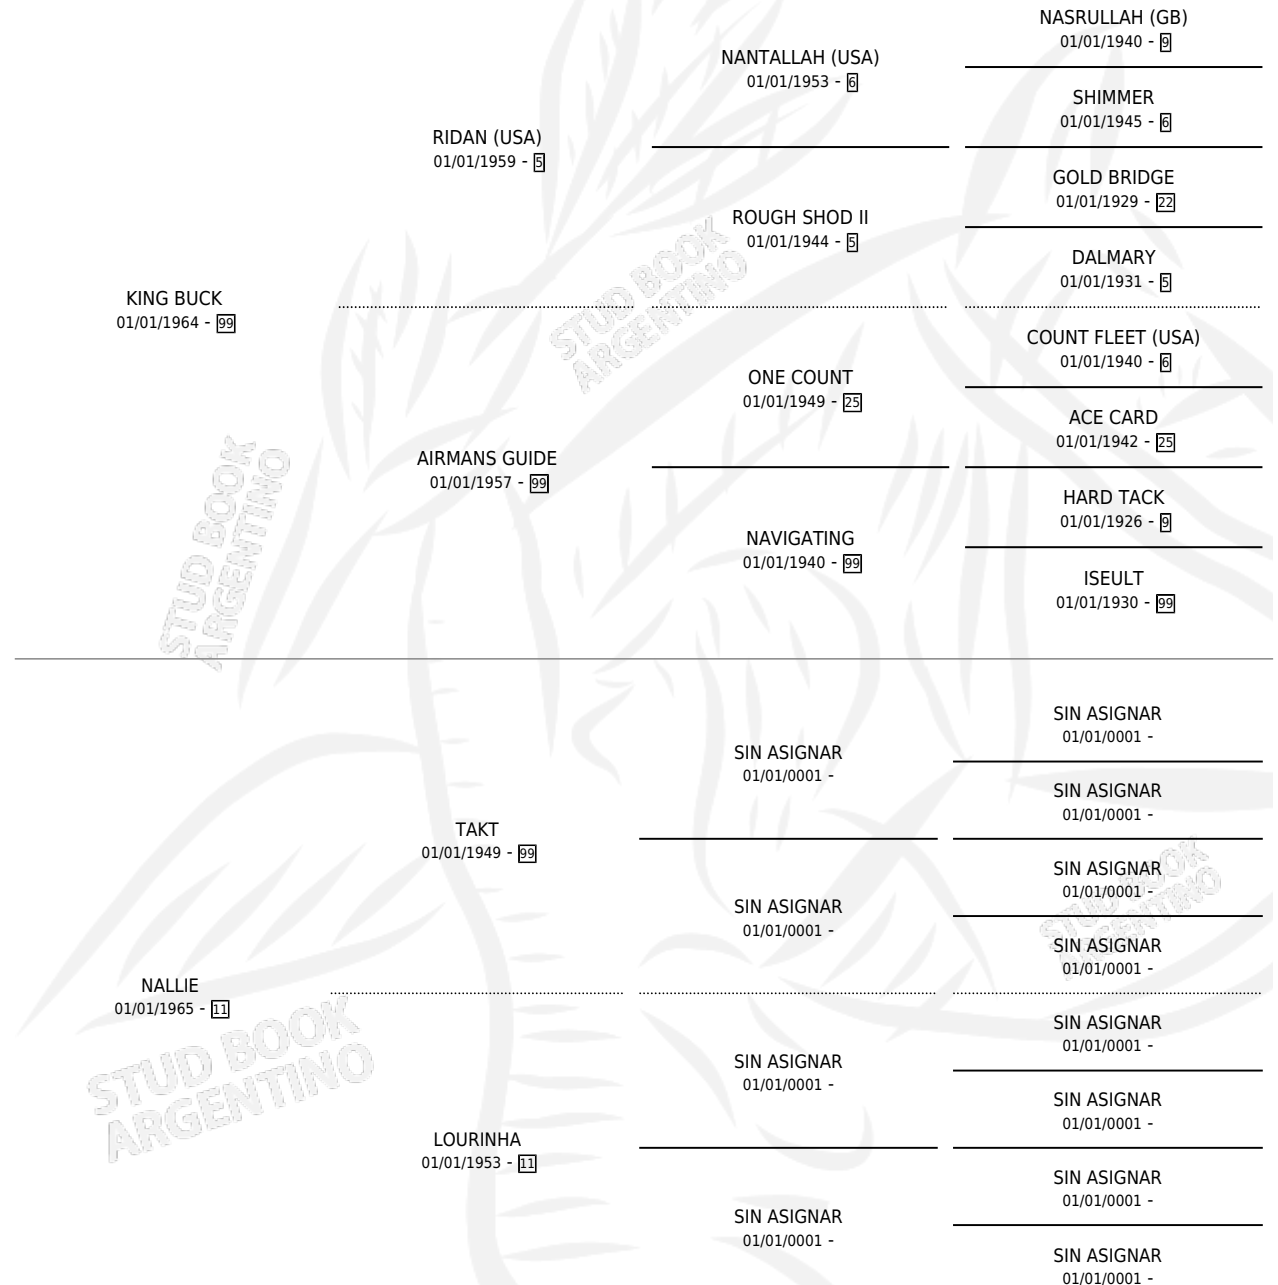 NASRULLAH (GB)
01/01/1940 - 9
NANTALLAH (USA)
01/01/1953 - 6
SHIMMER
01/01/1945 - 6
RIDAN (USA)
01/01/1959 - 5
GOLD BRIDGE
01/01/1929 - 22
ROUGH SHOD II
01/01/1944 - 5
DALMARY
01/01/1931 - 5
KING BUCK
01/01/1964 - 99
COUNT FLEET (USA)
01/01/1940 - 6
ONE COUNT
01/01/1949 - 25
ACE CARD
01/01/1942 - 25
AIRMANS GUIDE
01/01/1957 - 99
HARD TACK
01/01/1926 - 9
NAVIGATING
01/01/1940 - 99
ISEULT
01/01/1930 - 99
STUD BOOK
ARGENTINO
STUD BOOK
ARGENTINO
SIN ASIGNAR
01/01/0001 -
SIN ASIGNAR
01/01/0001 -
SIN ASIGNAR
01/01/0001 -
TAKT
01/01/1949 - 99
SIN ASIGNAR
01/01/0001 -
SIN ASIGNAR
01/01/0001 -
SIN ASIGNAR
01/01/0001 -
NALLIE
01/01/1965 - 11
SIN ASIGNAR
01/01/0001 -
SIN ASIGNAR
01/01/0001 -
SIN ASIGNAR
01/01/0001 -
LOURINHA
01/01/1953 - 11
SIN ASIGNAR
01/01/0001 -
SIN ASIGNAR
01/01/0001 -
SIN ASIGNAR
01/01/0001 -
STUD BOOK
ARGENTINO
STUD BOOK
ARGENTINO